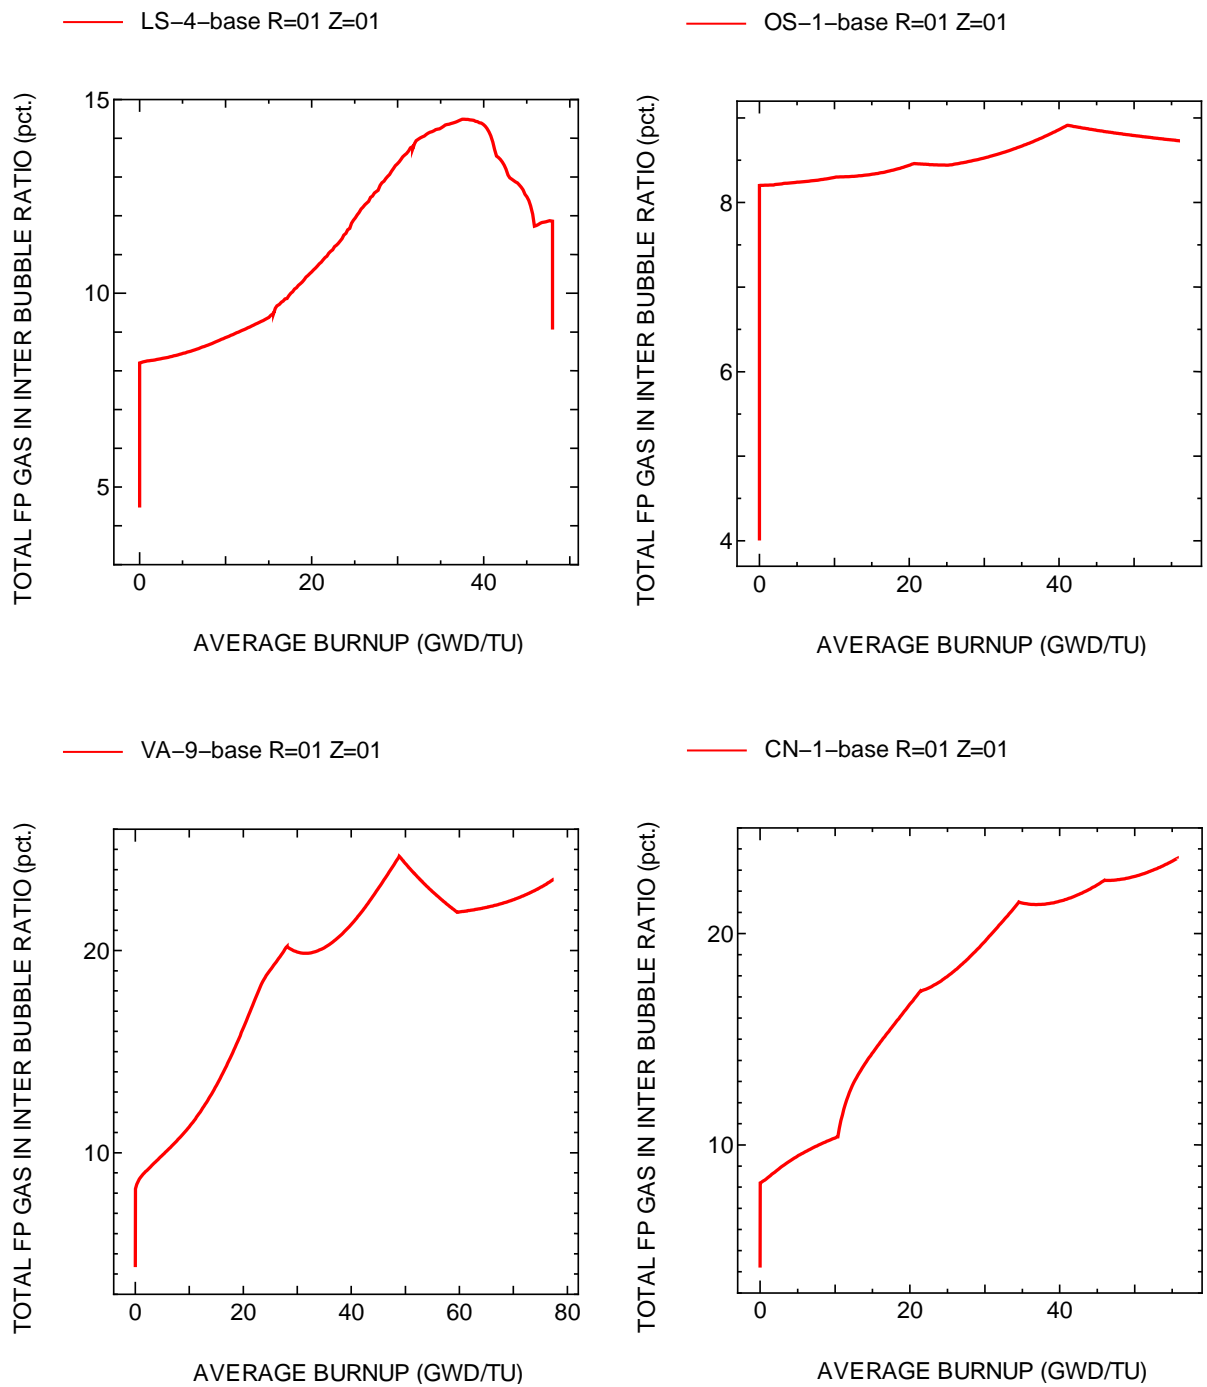 LS−4−base R=01 Z=01
TOTAL FP GAS IN INTER BUBBLE RATIO (pct.)
15
10
5
0 20 40
AVERAGE BURNUP (GWD/TU)
OS−1−base R=01 Z=01
TOTAL FP GAS IN INTER BUBBLE RATIO (pct.)
8
6
4
0 20 40
AVERAGE BURNUP (GWD/TU)
VA−9−base R=01 Z=01
TOTAL FP GAS IN INTER BUBBLE RATIO (pct.)
20
10
0 20 40 60 80
AVERAGE BURNUP (GWD/TU)
CN−1−base R=01 Z=01
TOTAL FP GAS IN INTER BUBBLE RATIO (pct.)
20
10
0 20 40
AVERAGE BURNUP (GWD/TU)